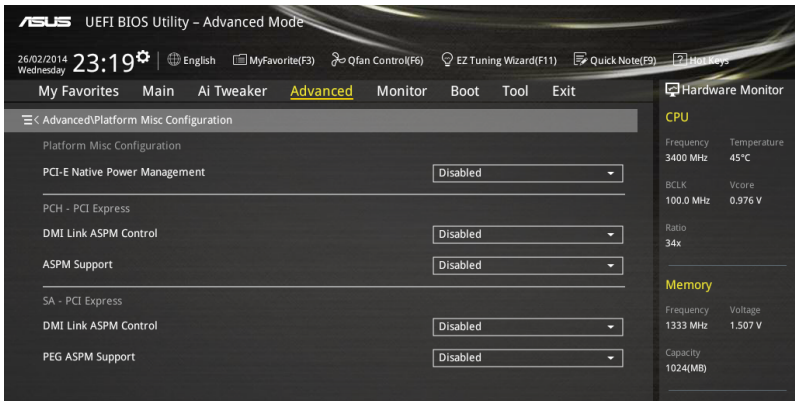 ASUS UEFI BIOS Utility – Advanced Mode
26/02/2014 Wednesday 23:19 English MyFavorite(F3) Qfan Control(F6) EZ Tuning Wizard(F11) Quick Note(F9) ? Hot Keys
My Favorites Main Ai Tweaker Advanced Monitor Boot Tool Exit
Hardware Monitor
< Advanced\Platform Misc Configuration
Platform Misc Configuration
PCI-E Native Power Management Disabled
PCH - PCI Express
DMI Link ASPM Control Disabled
ASPM Support Disabled
SA - PCI Express
DMI Link ASPM Control Disabled
PEG ASPM Support Disabled
CPU
Frequency Temperature
3400 MHz 45°C
BCLK Vcore
100.0 MHz 0.976 V
Ratio
34x
Memory
Frequency Voltage
1333 MHz 1.507 V
Capacity
1024(MB)